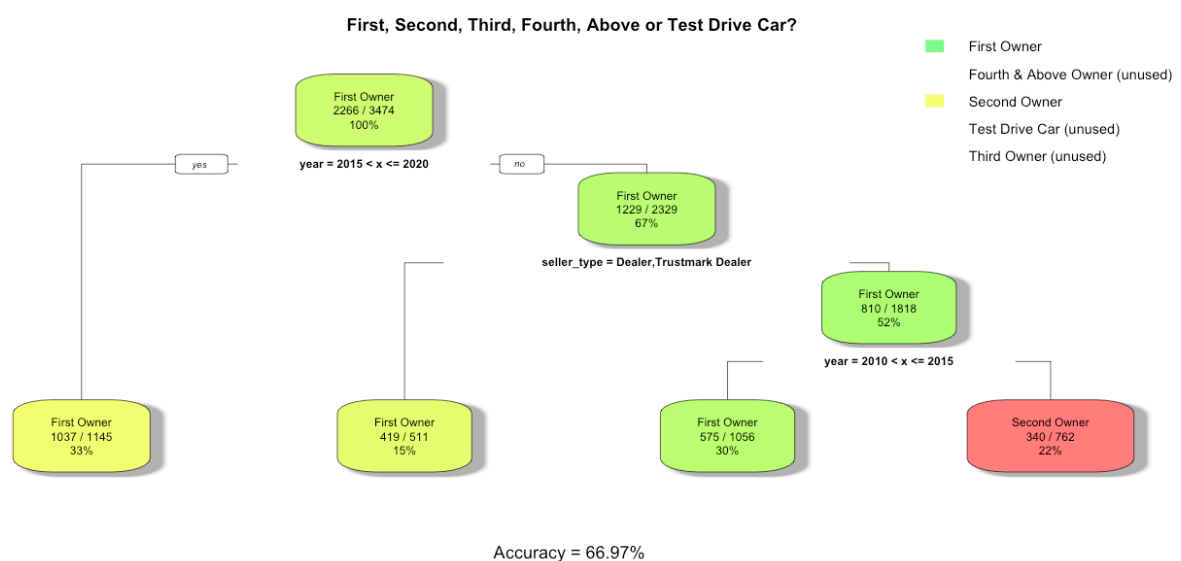 First, Second, Third, Fourth, Above or Test Drive Car?
First Owner
Fourth & Above Owner (unused)
Second Owner
Test Drive Car (unused)
Third Owner (unused)
First Owner
2266 / 3474
100%
yes
year = 2015 < x <= 2020
no
First Owner
1229 / 2329
67%
seller_type = Dealer,Trustmark Dealer
First Owner
810 / 1818
52%
year = 2010 < x <= 2015
First Owner
1037 / 1145
33%
First Owner
419 / 511
15%
First Owner
575 / 1056
30%
Second Owner
340 / 762
22%
Accuracy = 66.97%